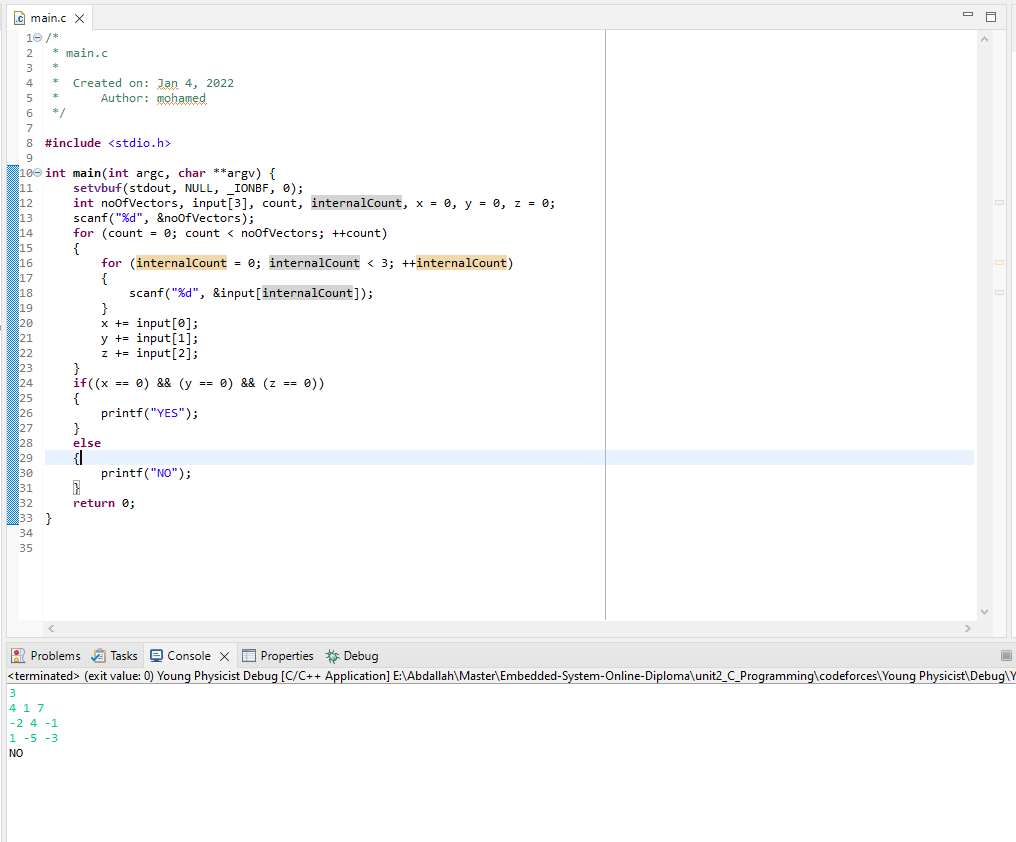 main.c
1 /*
2  * main.c
3  *
4  *  Created on: Jan 4, 2022
5  *      Author: mohamed
6  */
7
8 #include <stdio.h>
9
10 int main(int argc, char **argv) {
11     setvbuf(stdout, NULL, _IONBF, 0);
12     int noOfVectors, input[3], count, internalCount, x = 0, y = 0, z = 0;
13     scanf("%d", &noOfVectors);
14     for (count = 0; count < noOfVectors; ++count)
15     {
16         for (internalCount = 0; internalCount < 3; ++internalCount)
17         {
18             scanf("%d", &input[internalCount]);
19         }
20         x += input[0];
21         y += input[1];
22         z += input[2];
23     }
24     if((x == 0) && (y == 0) && (z == 0))
25     {
26         printf("YES");
27     }
28     else
29     {
30         printf("NO");
31     }
32     return 0;
33 }
34
35
Problems Tasks Console Properties Debug
<terminated> (exit value: 0) Young Physicist Debug [C/C++ Application] E:\Abdallah\Master\Embedded-System-Online-Diploma\unit2_C_Programming\codeforces\Young Physicist\Debug\Y
3
4 1 7
-2 4 -1
1 -5 -3
NO